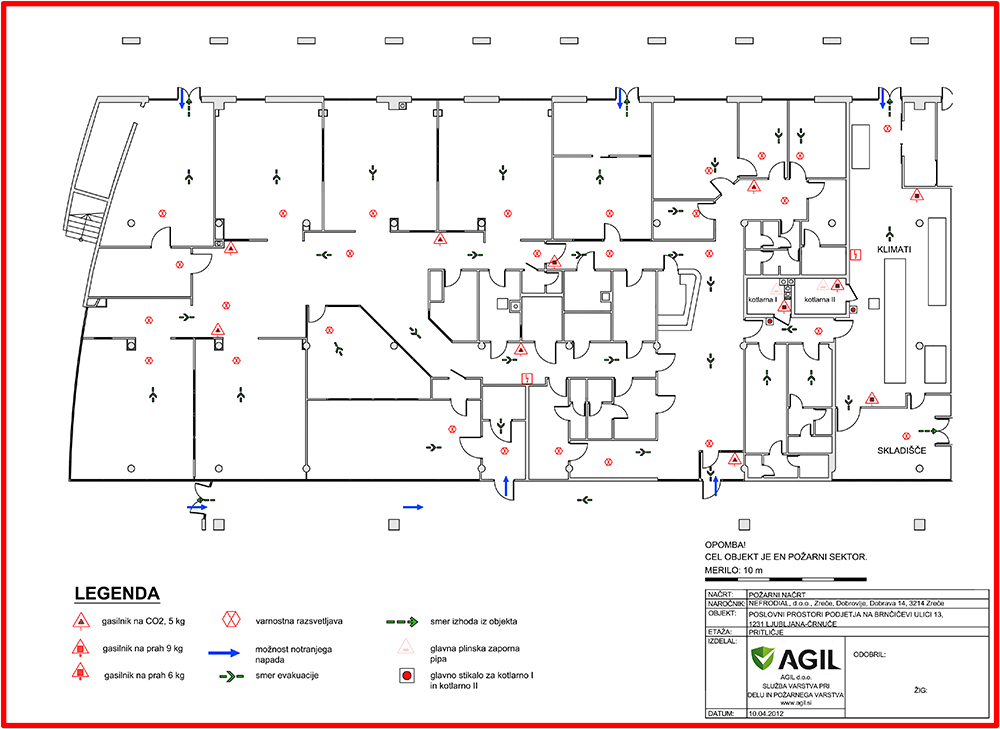 KLIMATI
kotlarna I
kotlarna II
SKLADIŠČE
OPOMBA!
CEL OBJEKT JE EN POŽARNI SEKTOR.
MERILO: 10 m
LEGENDA
gasilnik na CO2, 5 kg
gasilnik na prah 9 kg
gasilnik na prah 6 kg
varnostna razsvetljava
možnost notranjega
napada
smer evakuacije
smer izhoda iz objekta
glavna plinska zaporna
pipa
glavno stikalo za kotlarno I
in kotlarno II
NAČRT: POŽARNI NAČRT
NAROČNIK: NEFRODIAL, d.o.o., Zreče, Dobrovlje, Dobrava 14, 3214 Zreče
OBJEKT: POSLOVNI PROSTORI PODJETJA NA BRNČIČEVI ULICI 13,
1231 LJUBLJANA-ČRNUČE
ETAŽA: PRITLIČJE
IZDELAL:
AGIL
AGIL d.o.o.
SLUŽBA VARSTVA PRI
DELU IN POŽARNEGA VARSTVA
www.agil.si
ODOBRIL:
ŽIG:
DATUM: 10.04.2012